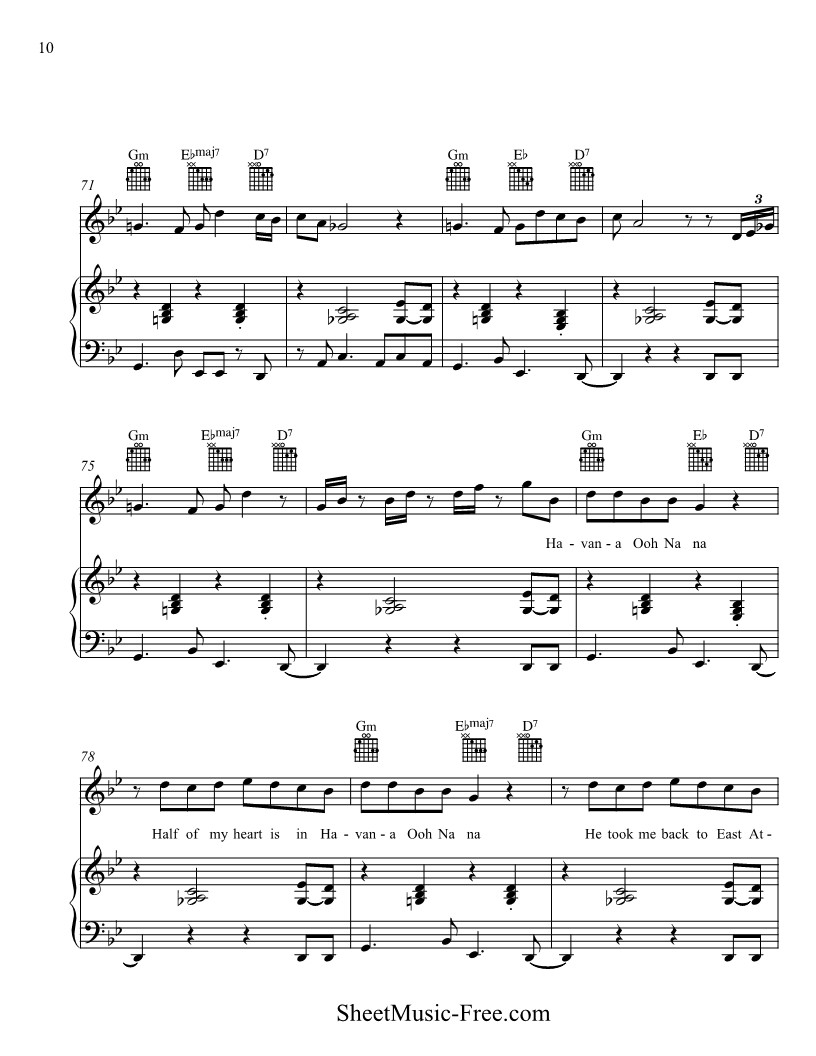 10
Gm E♭maj7 D7 Gm E♭ D7
71
3
Gm E♭maj7 D7 Gm E♭ D7
75
Ha - van - a Ooh Na na
Gm E♭maj7 D7
78
Half of my heart is in Ha - van - a Ooh Na na He took me back to East At -
SheetMusic-Free.com